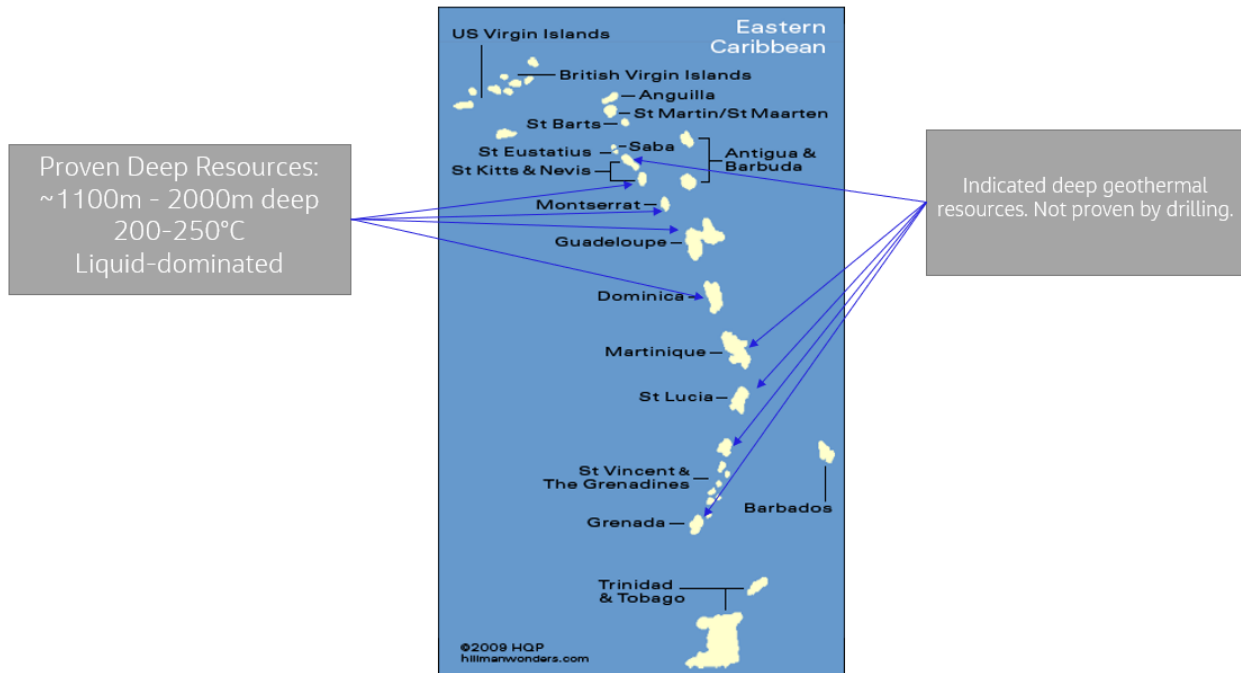 Eastern
Caribbean
US Virgin Islands
British Virgin Islands
Anguilla
St Martin/St Maarten
St Barts
Saba
St Eustatius
St Kitts & Nevis
Antigua &
Barbuda
Montserrat
Guadeloupe
Dominica
Martinique
St Lucia
St Vincent &
The Grenadines
Barbados
Grenada
Trinidad
& Tobago
©2009 HQP
hillmanwonders.com
Proven Deep Resources:
~1100m - 2000m deep
200-250°C
Liquid-dominated
Indicated deep geothermal
resources. Not proven by drilling.